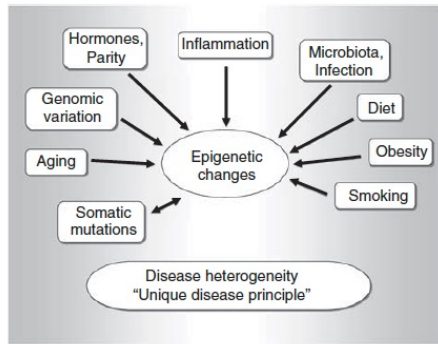 Hormones,
Parity
Inflammation
Microbiota,
Infection
Genomic
variation
Diet
Aging
Epigenetic
changes
Obesity
Smoking
Somatic
mutations
Disease heterogeneity
“Unique disease principle”